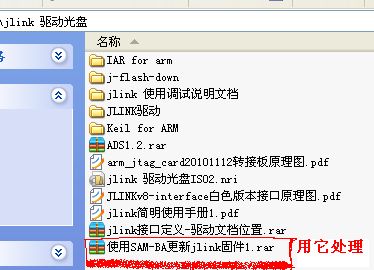 \jlink 驱动光盘
名称
IAR for arm
j-flash-down
jlink 使用调试说明文档
JLINK驱动
Keil for ARM
ADS1.2.rar
arm_jtag_card20101112转接板原理图.pdf
jlink 驱动光盘ISO2.nri
JLINKv8-interface白色版本接口原理图.pdf
jlink简明使用手册1.pdf
jlink接口定义-驱动文档位置.rar
使用SAM-BA更新jlink固件1.rar
用它处理